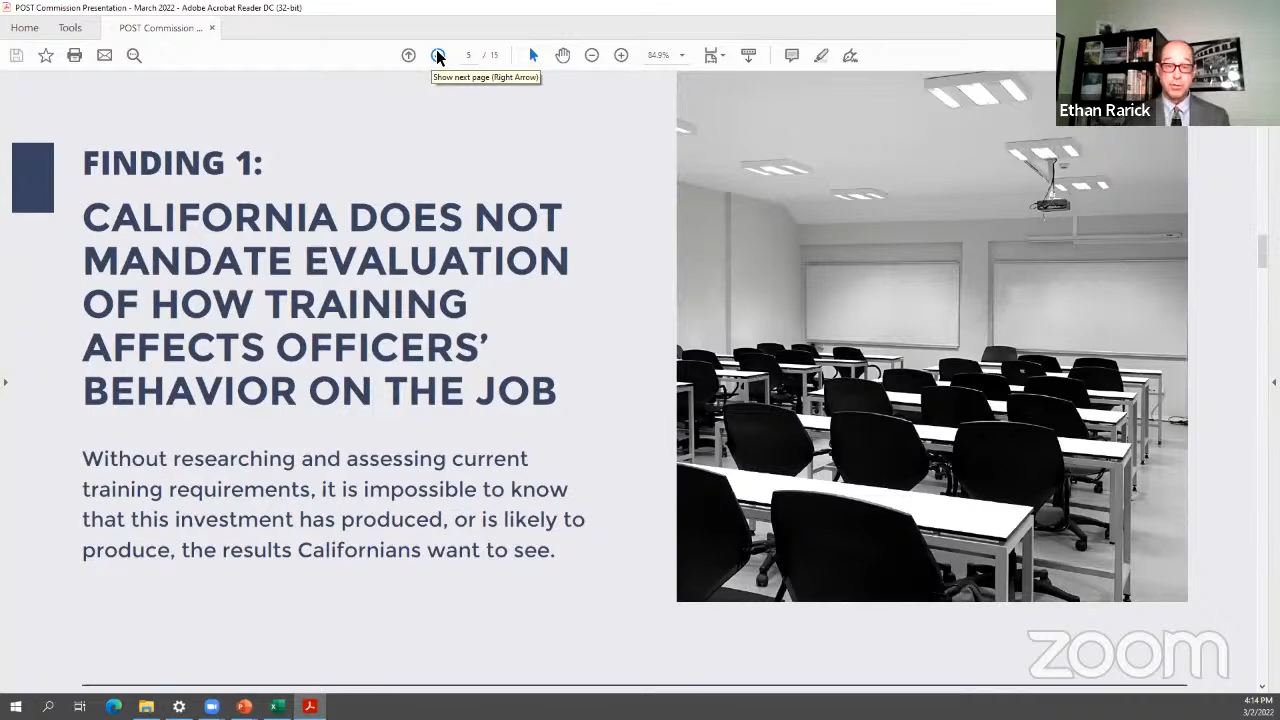 POST Commission Presentation - March 2022 - Adobe Acrobat Reader DC (32-bit)
Home Tools POST Commission ... ×
5 / 15 84.9%
Show next page (Right Arrow)
Ethan Rarick
FINDING 1:
CALIFORNIA DOES NOT
MANDATE EVALUATION
OF HOW TRAINING
AFFECTS OFFICERS’
BEHAVIOR ON THE JOB
Without researching and assessing current
training requirements, it is impossible to know
that this investment has produced, or is likely to
produce, the results Californians want to see.
zoom
4:14 PM
3/2/2022